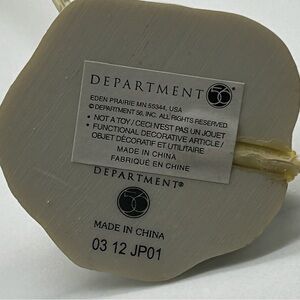 DEPARTMENT 56
EDEN PRAIRIE MN 55344, USA
© DEPARTMENT 56, INC. ALL RIGHTS RESERVED
• NOT A TOY / CECI N'EST PAS UN JOUET
• FUNCTIONAL DECORATIVE ARTICLE /
OBJET DÉCORATIF ET UTILITAIRE
MADE IN CHINA
FABRIQUÉ EN CHINE
DEPARTMENT®
56
MADE IN CHINA
03 12 JP01